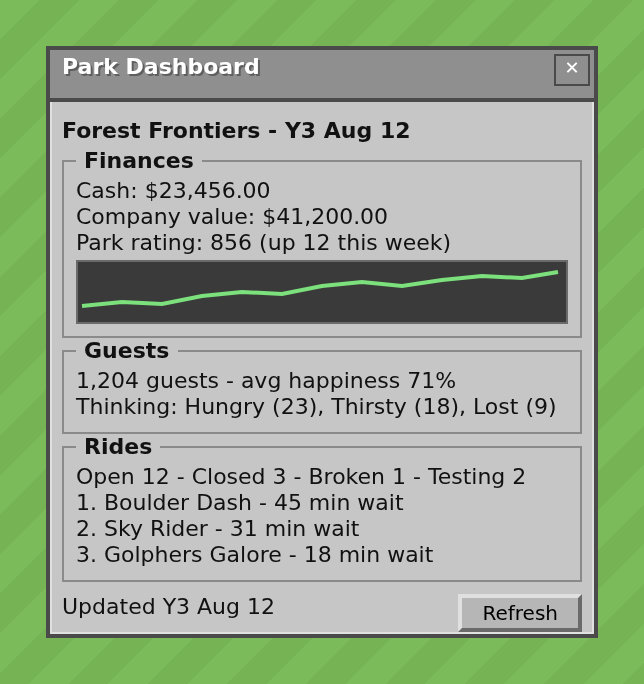 Park Dashboard
✕
Forest Frontiers - Y3 Aug 12
Finances
Cash: $23,456.00
Company value: $41,200.00
Park rating: 856 (up 12 this week)
Guests
1,204 guests - avg happiness 71%
Thinking: Hungry (23), Thirsty (18), Lost (9)
Rides
Open 12 - Closed 3 - Broken 1 - Testing 2
1. Boulder Dash - 45 min wait
2. Sky Rider - 31 min wait
3. Golphers Galore - 18 min wait
Updated Y3 Aug 12
Refresh